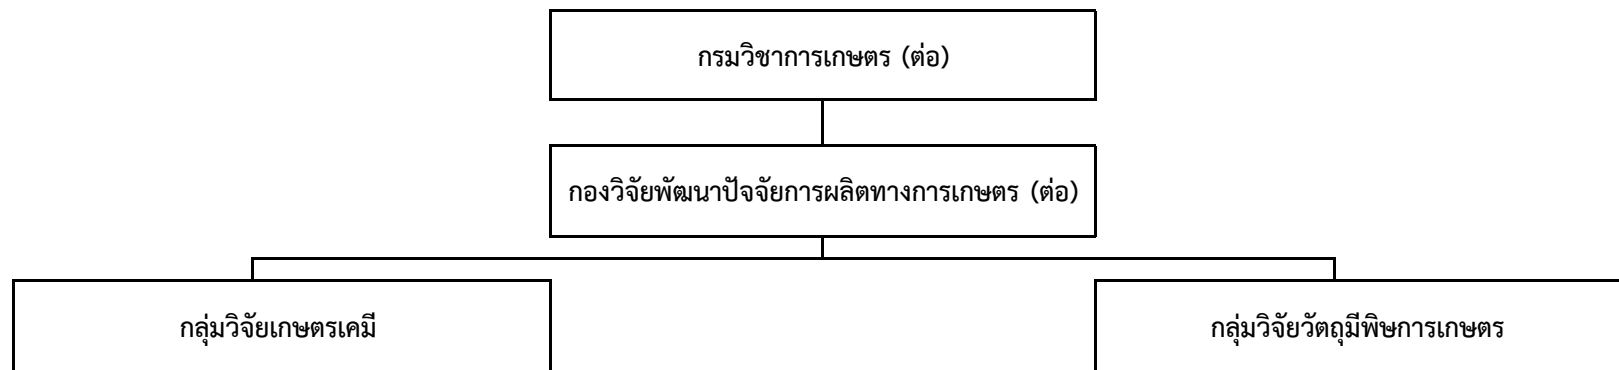 กรมวิชาการเกษตร (ต่อ)
กองวิจัยพัฒนาปัจจัยการผลิตทางการเกษตร (ต่อ)
กลุ่มวิจัยเกษตรเคมี
กลุ่มวิจัยวัตถุมีพิษการเกษตร